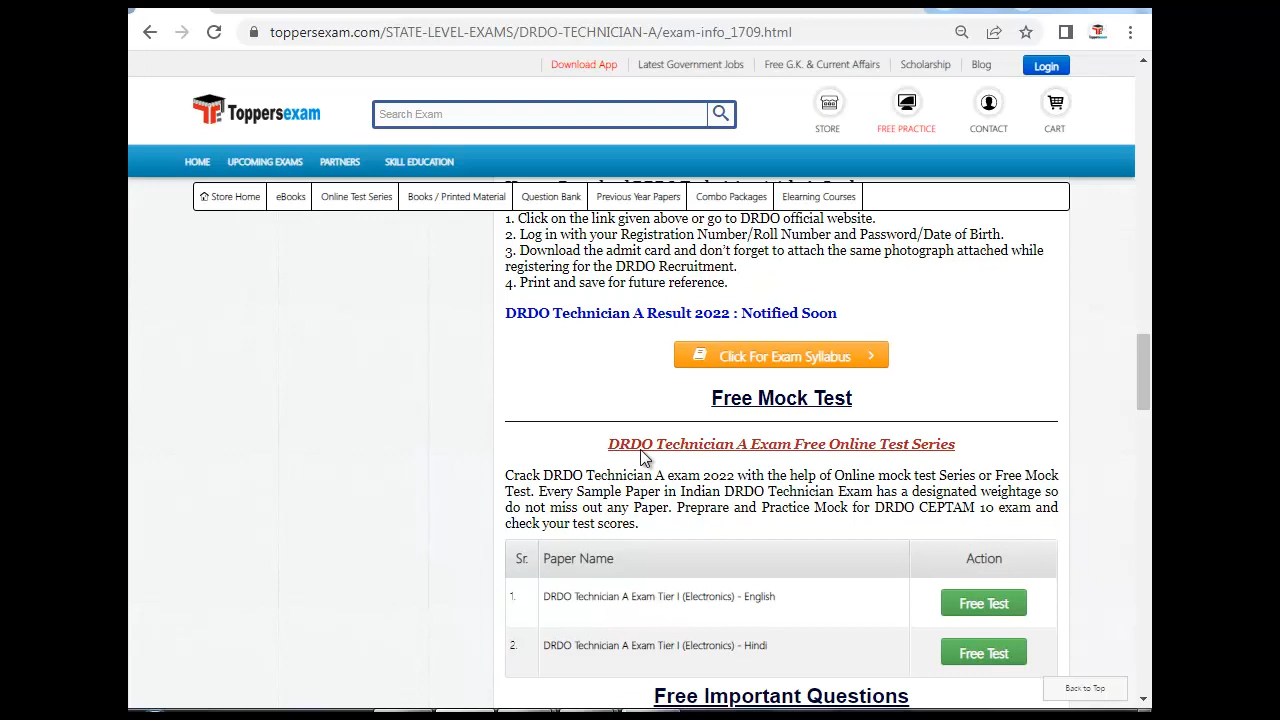 toppersexam.com/STATE-LEVEL-EXAMS/DRDO-TECHNICIAN-A/exam-info_1709.html
Download App Latest Government Jobs Free G.K. & Current Affairs Scholarship Blog Login
Toppersexam Search Exam
STORE FREE PRACTICE CONTACT CART
HOME UPCOMING EXAMS PARTNERS SKILL EDUCATION
Store Home eBooks Online Test Series Books / Printed Material Question Bank Previous Year Papers Combo Packages Elearning Courses
1. Click on the link given above or go to DRDO official website.
2. Log in with your Registration Number/Roll Number and Password/Date of Birth.
3. Download the admit card and don't forget to attach the same photograph attached while
registering for the DRDO Recruitment.
4. Print and save for future reference.
DRDO Technician A Result 2022 : Notified Soon
Click For Exam Syllabus
Free Mock Test
DRDO Technician A Exam Free Online Test Series
Crack DRDO Technician A exam 2022 with the help of Online mock test Series or Free Mock
Test. Every Sample Paper in Indian DRDO Technician Exam has a designated weightage so
do not miss out any Paper. Preprare and Practice Mock for DRDO CEPTAM 10 exam and
check your test scores.
Sr. Paper Name Action
1. DRDO Technician A Exam Tier I (Electronics) - English Free Test
2. DRDO Technician A Exam Tier I (Electronics) - Hindi Free Test
Back to Top
Free Important Questions